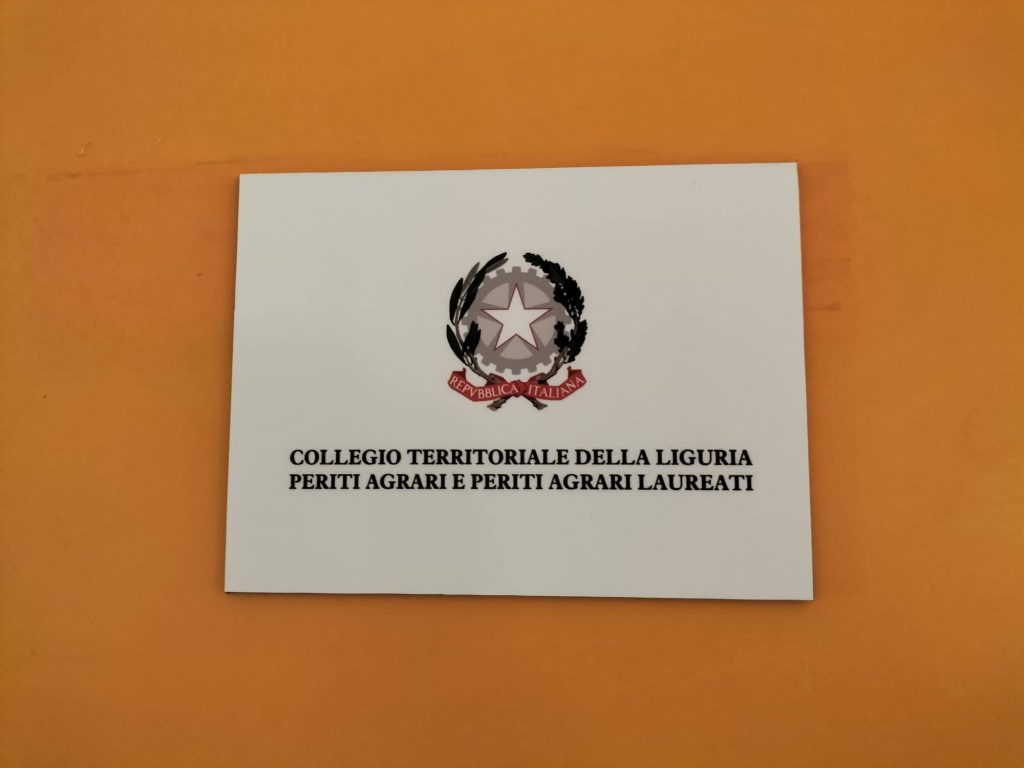 REPVBBLICA ITALIANA
COLLEGIO TERRITORIALE DELLA LIGURIA
PERITI AGRARI E PERITI AGRARI LAUREATI